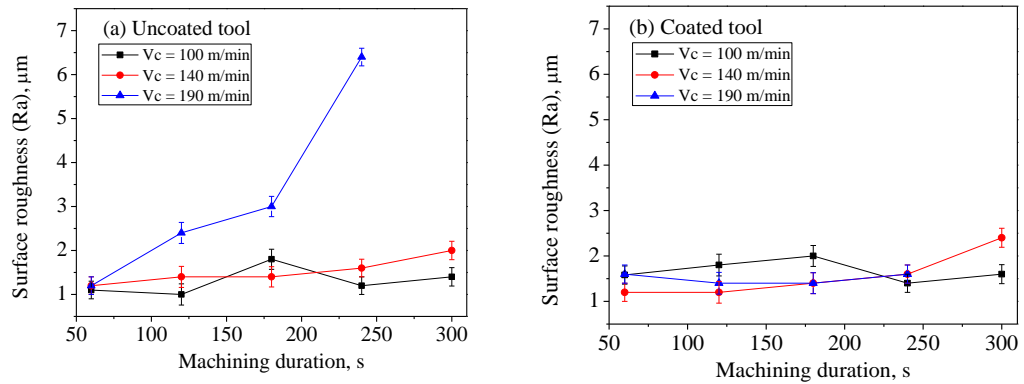 (a) Uncoated tool
Vc = 100 m/min
Vc = 140 m/min
Vc = 190 m/min
Surface roughness (Ra), μm
7
6
5
4
3
2
1
50 100 150 200 250 300
Machining duration, s
(b) Coated tool
Vc = 100 m/min
Vc = 140 m/min
Vc = 190 m/min
Surface roughness (Ra), μm
7
6
5
4
3
2
1
50 100 150 200 250 300
Machining duration, s